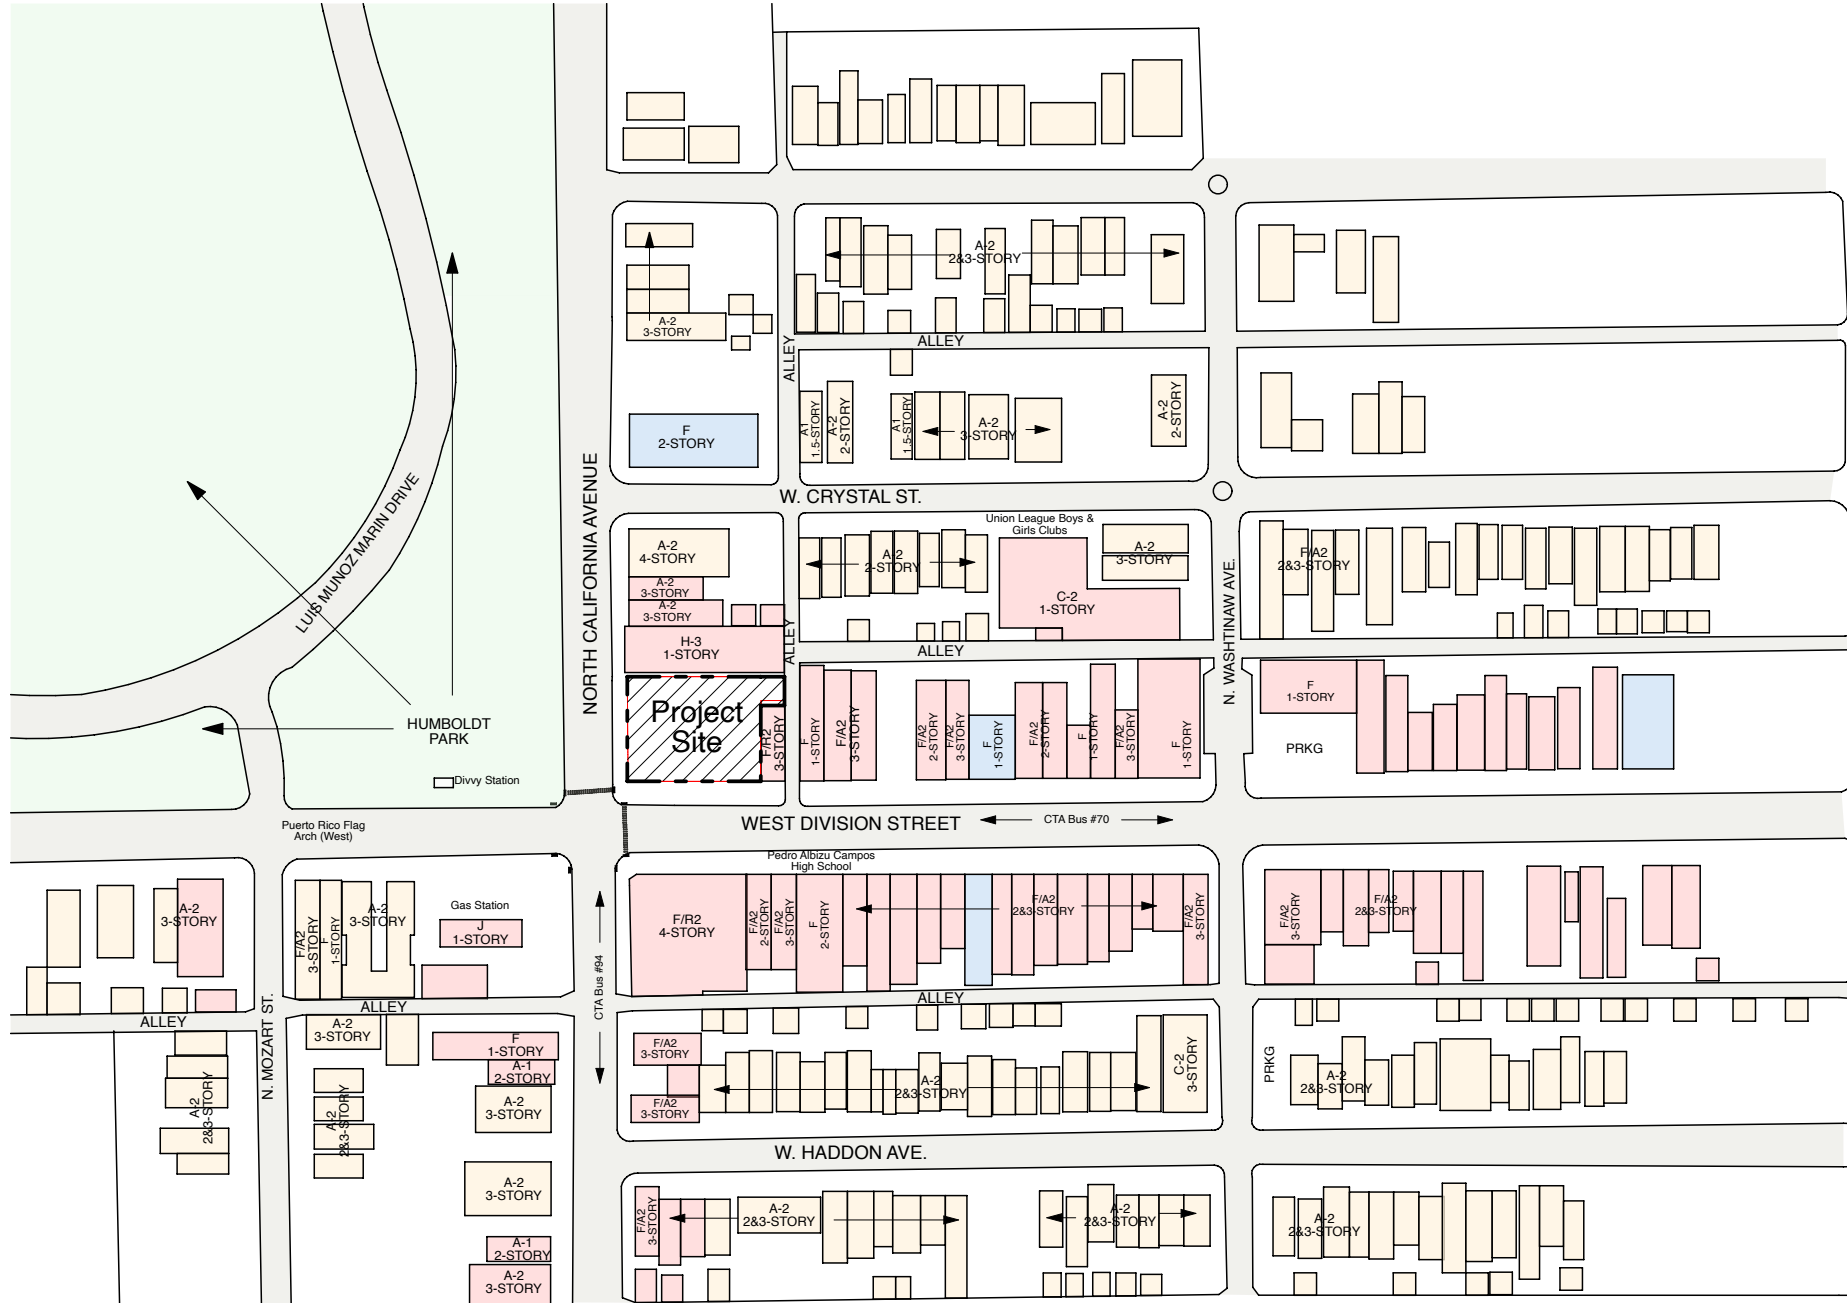 A-2
2&3-STORY
A-2
3-STORY
ALLEY
ALLEY
F
2-STORY
A1
1.5-STORY
A-2
2-STORY
A1
1.5-STORY
A-2
3-STORY
A-2
2-STORY
W. CRYSTAL ST.
NORTH CALIFORNIA AVENUE
LUIS MUNOZ MARIN DRIVE
Union League Boys &
Girls Clubs
A-2
4-STORY
A-2
3-STORY
A-2
3-STORY
H-3
1-STORY
ALLEY
A-2
2-STORY
A-2
3-STORY
C-2
1-STORY
ALLEY
N. WASHTINAW AVE.
F/A2
2&3-STORY
HUMBOLDT
PARK
Divvy Station
Project
Site
F/R2
3-STORY
F
1-STORY
F/A2
3-STORY
F/A2
2-STORY
F/A2
3-STORY
F
1-STORY
F/A2
2-STORY
F
1-STORY
F/A2
3-STORY
F
1-STORY
F
1-STORY
PRKG
Puerto Rico Flag
Arch (West)
WEST DIVISION STREET
CTA Bus #70
Pedro Albizu Campos
High School
A-2
3-STORY
F/A2
3-STORY
F
1-STORY
A-2
3-STORY
Gas Station
J
1-STORY
CTA Bus #94
F/R2
4-STORY
F/A2
2-STORY
F/A2
3-STORY
F
2-STORY
F/A2
2&3-STORY
F/A2
3-STORY
F/A2
3-STORY
F/A2
2&3-STORY
ALLEY
ALLEY
ALLEY
N. MOZART ST.
A-2
2&3-STORY
A-2
3-STORY
A-2
2&3-STORY
F
1-STORY
A-1
2-STORY
A-2
3-STORY
A-2
3-STORY
A-1
2-STORY
A-2
3-STORY
F/A2
3-STORY
F/A2
3-STORY
A-2
2&3-STORY
C-2
3-STORY
PRKG
A-2
2&3-STORY
W. HADDON AVE.
F/A2
3-STORY
A-2
2&3-STORY
A-2
2&3-STORY
A-2
2&3-STORY